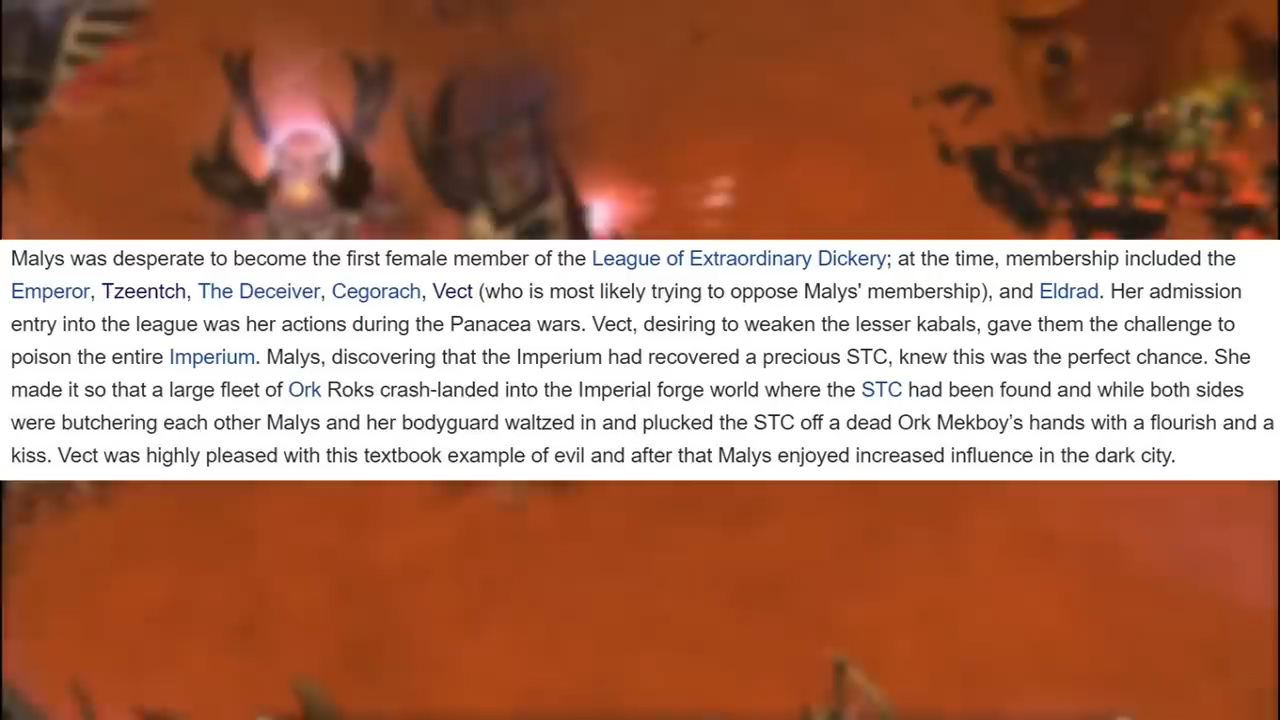 Malys was desperate to become the first female member of the League of Extraordinary Dickery; at the time, membership included the
Emperor, Tzeentch, The Deceiver, Cegorach, Vect (who is most likely trying to oppose Malys' membership), and Eldrad. Her admission
entry into the league was her actions during the Panacea wars. Vect, desiring to weaken the lesser kabals, gave them the challenge to
poison the entire Imperium. Malys, discovering that the Imperium had recovered a precious STC, knew this was the perfect chance. She
made it so that a large fleet of Ork Roks crash-landed into the Imperial forge world where the STC had been found and while both sides
were butchering each other Malys and her bodyguard waltzed in and plucked the STC off a dead Ork Mekboy’s hands with a flourish and a
kiss. Vect was highly pleased with this textbook example of evil and after that Malys enjoyed increased influence in the dark city.